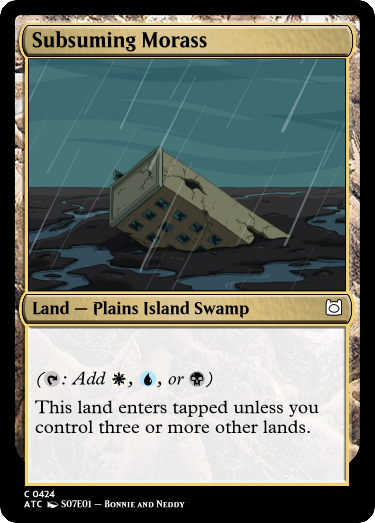 Subsuming Morass
Land — Plains Island Swamp
(: Add , , or )
This land enters tapped unless you
control three or more other lands.
C 0424
ATC S07E01 – Bonnie and Neddy